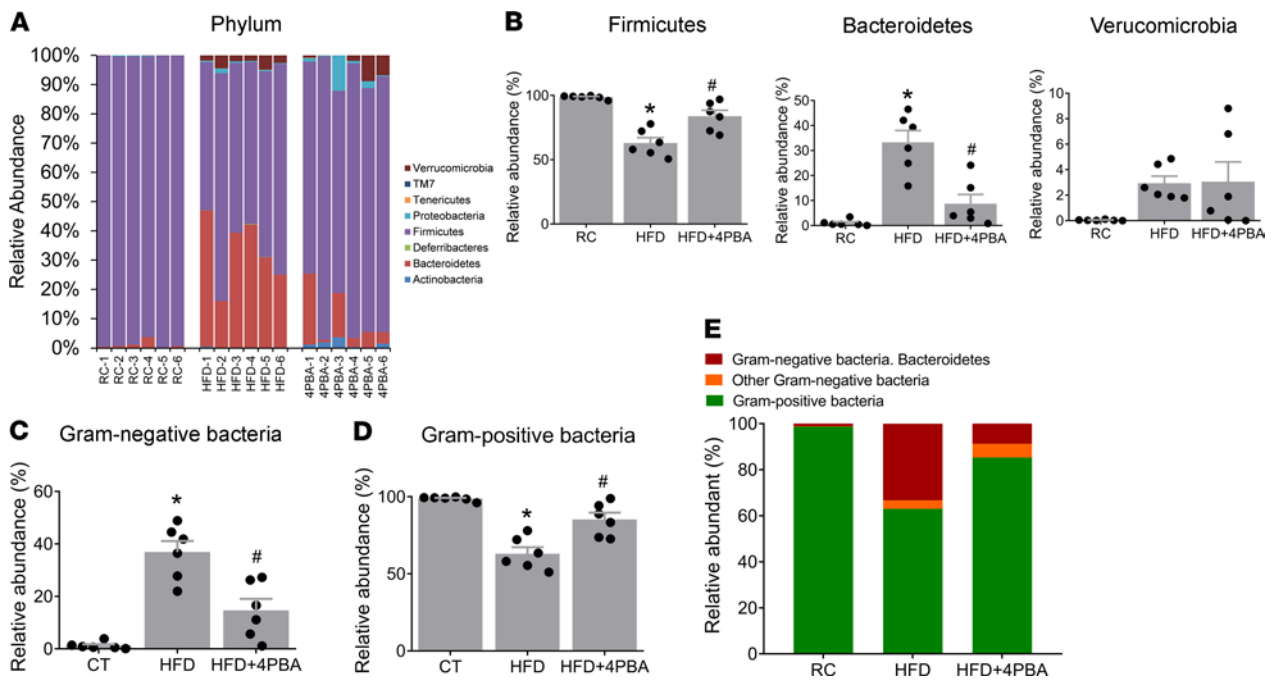 A
Phylum
Relative Abundance
100%
90%
80%
70%
60%
50%
40%
30%
20%
10%
0%
RC-1
RC-2
RC-3
RC-4
RC-5
RC-6
HFD-1
HFD-2
HFD-3
HFD-4
HFD-5
HFD-6
4PBA-1
4PBA-2
4PBA-3
4PBA-4
4PBA-5
4PBA-6
Verrucomicrobia
TM7
Tenericutes
Proteobacteria
Firmicutes
Deferribacteres
Bacteroidetes
Actinobacteria
B
Firmicutes
Relative abundance (%)
100
50
0
*
#
RC HFD HFD+4PBA
Bacteroidetes
Relative abundance (%)
50
40
30
20
10
0
*
#
RC HFD HFD+4PBA
Verucomicrobia
Relative abundance (%)
10
8
6
4
2
0
RC HFD HFD+4PBA
C
Gram-negative bacteria
Relative abundance (%)
60
40
20
0
*
#
CT HFD HFD+4PBA
D
Gram-positive bacteria
Relative abundance (%)
100
50
0
*
#
CT HFD HFD+4PBA
E
Gram-negative bacteria. Bacteroidetes
Other Gram-negative bacteria
Gram-positive bacteria
Relative abundant (%)
100
80
60
40
20
0
RC HFD HFD+4PBA